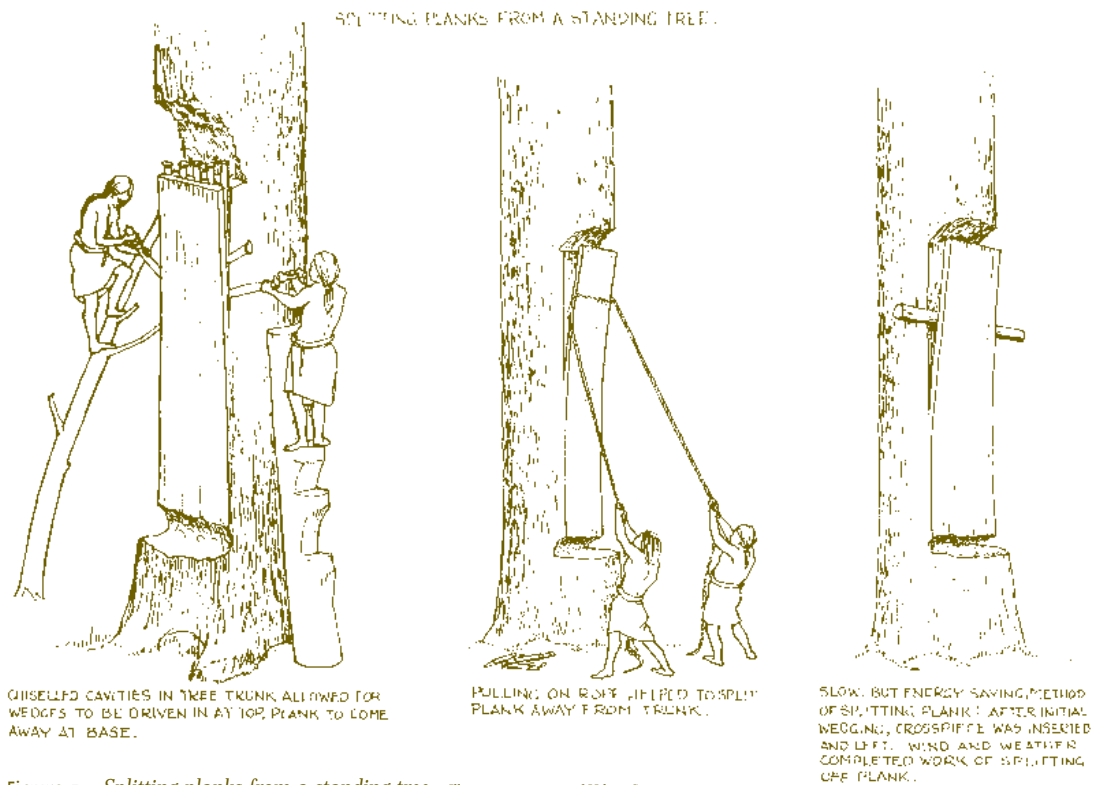 SPLITTING PLANKS FROM A STANDING TREE.
CHISELLED CAVITIES IN TREE TRUNK ALLOWED FOR
WEDGES TO BE DRIVEN IN AT TOP, PLANK TO COME
AWAY AT BASE.
PULLING ON ROPE HELPED TO SPLIT
PLANK AWAY FROM TRUNK.
SLOW, BUT ENERGY SAVING, METHOD
OF SPLITTING PLANK: AFTER INITIAL
WEDGING, CROSSPIECE WAS INSERTED
AND LEFT. WIND AND WEATHER
COMPLETED WORK OF SPLITTING
OFF PLANK.
Splitting planks from a standing tree